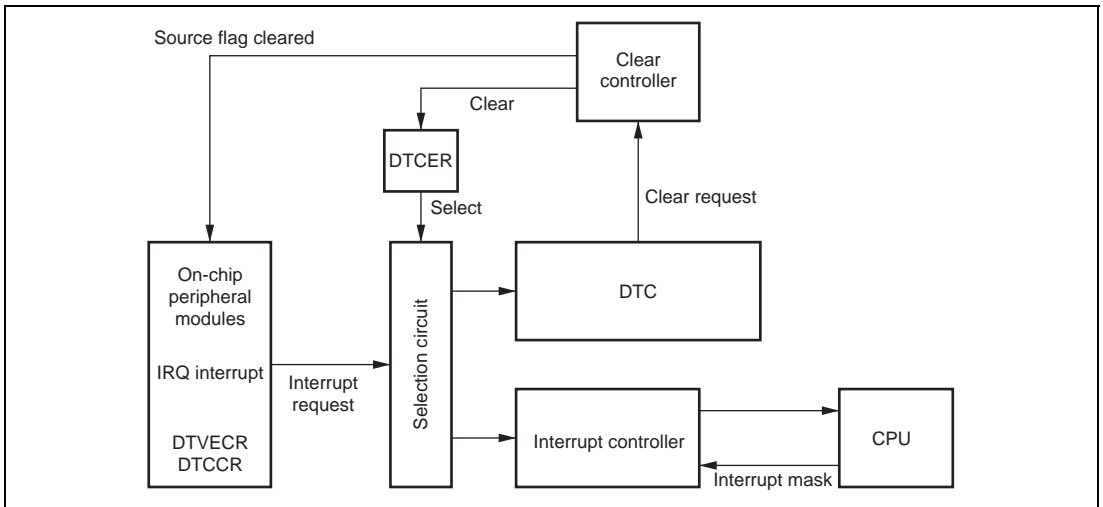 Source flag cleared
Clear
controller
Clear
DTCER
Clear request
Select
On-chip
peripheral
modules
IRQ interrupt
DTVECR
DTCCR
Interrupt
request
Selection circuit
DTC
Interrupt controller
CPU
Interrupt mask